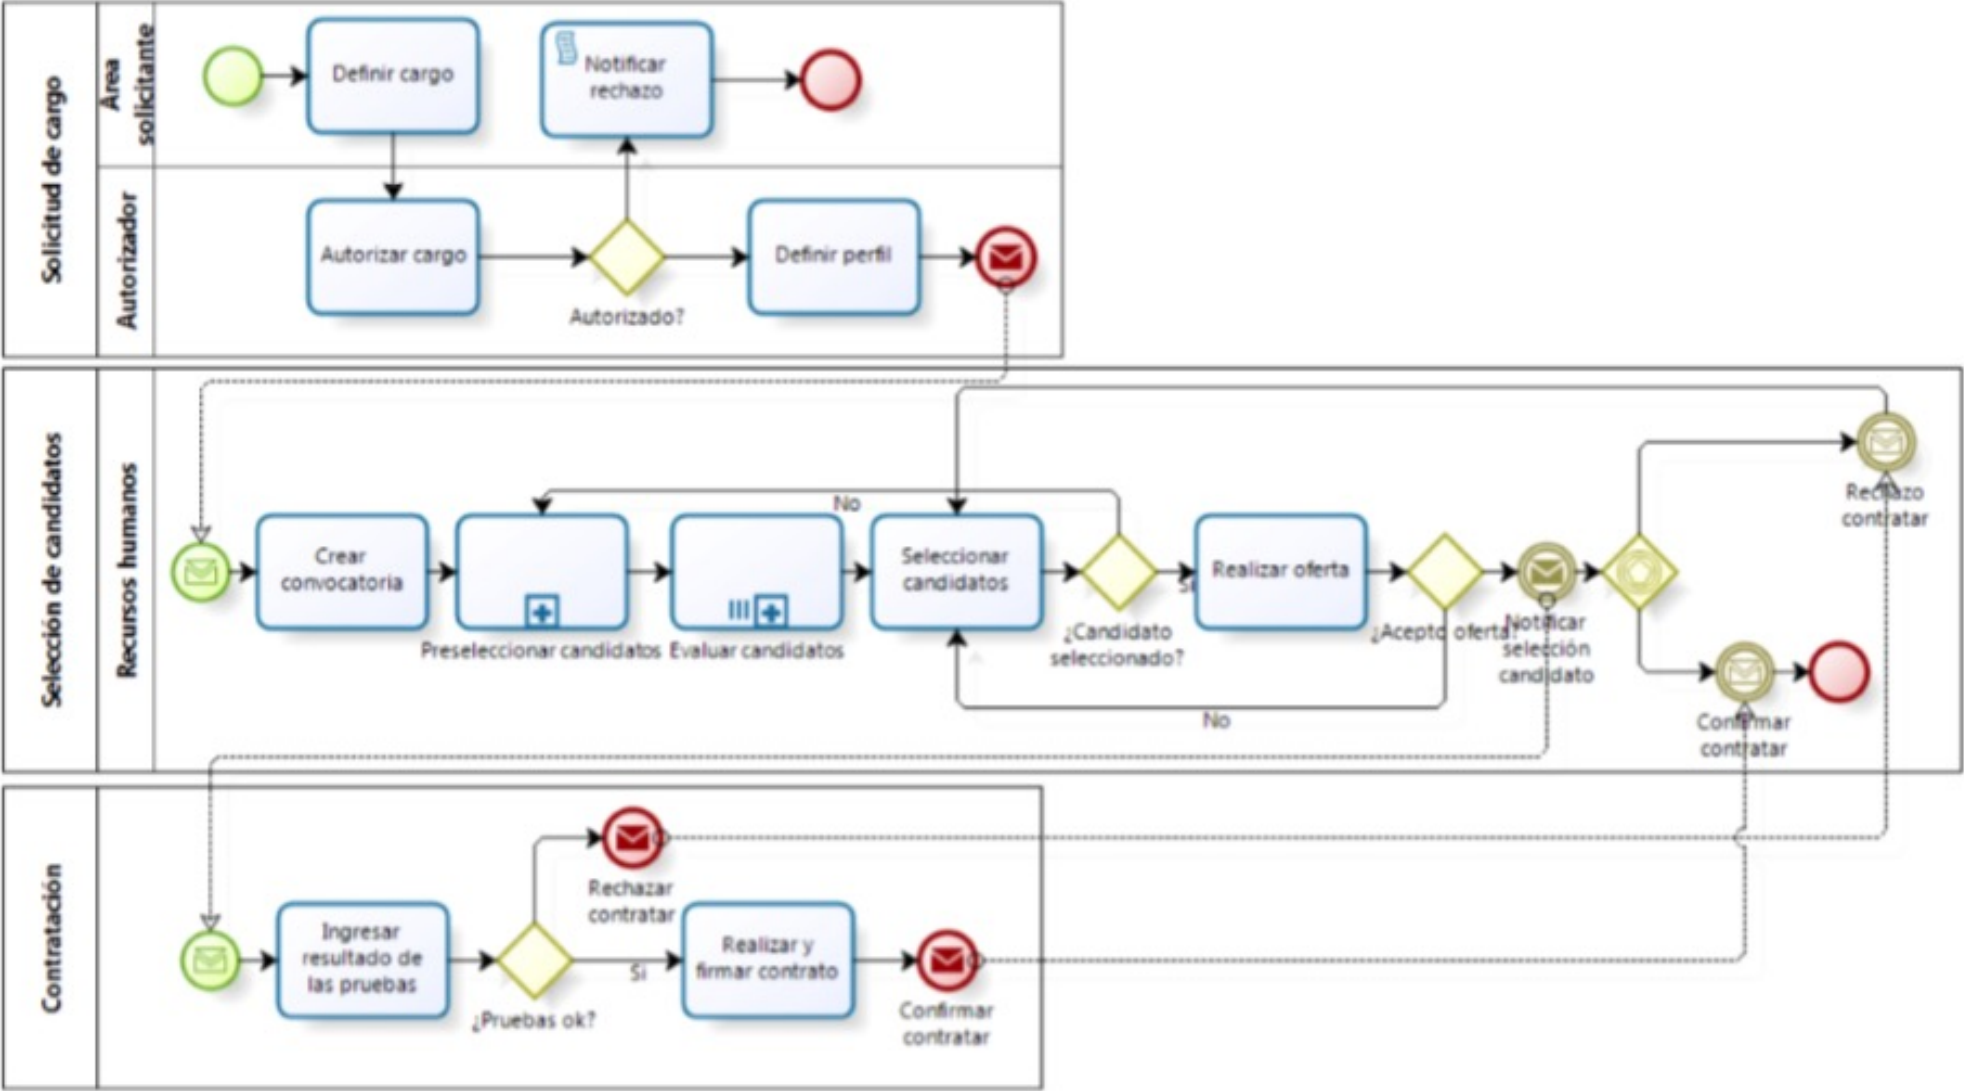 Solicitud de cargo
Área
solicitante
Definir cargo
Notificar
rechazo
Autorizador
Autorizar cargo
Autorizado?
Definir perfil
Selección de candidatos
Recursos humanos
Crear
convocatoria
Preseleccionar candidatos
Evaluar candidatos
No
Seleccionar
candidatos
¿Candidato
seleccionado?
Si
Realizar oferta
¿Acepto oferta?
No
Notificar
selección
candidato
Rechazo
contratar
Confirmar
contratar
Contratación
Ingresar
resultado de
las pruebas
¿Pruebas ok?
Rechazar
contratar
Si
Realizar y
firmar contrato
Confirmar
contratar